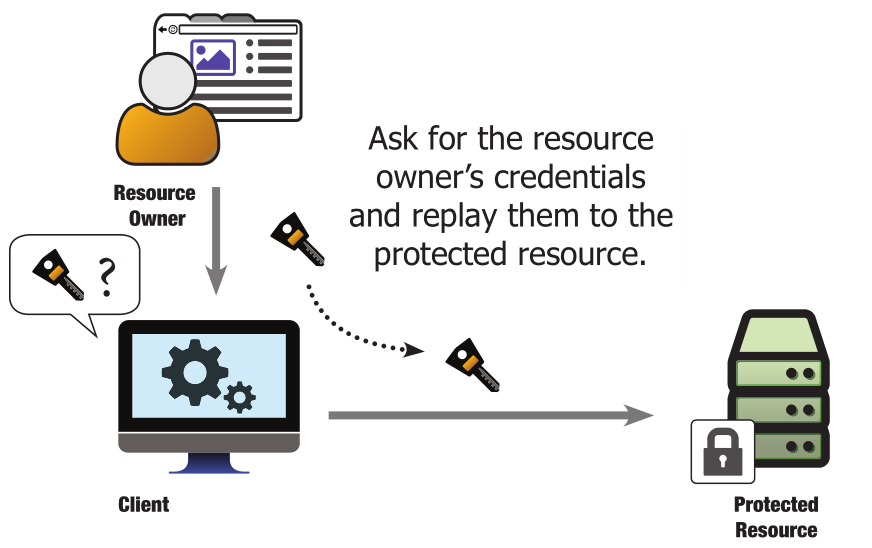 Ask for the resource
owner’s credentials
and replay them to the
protected resource.
Resource
Owner
?
Client
Protected
Resource